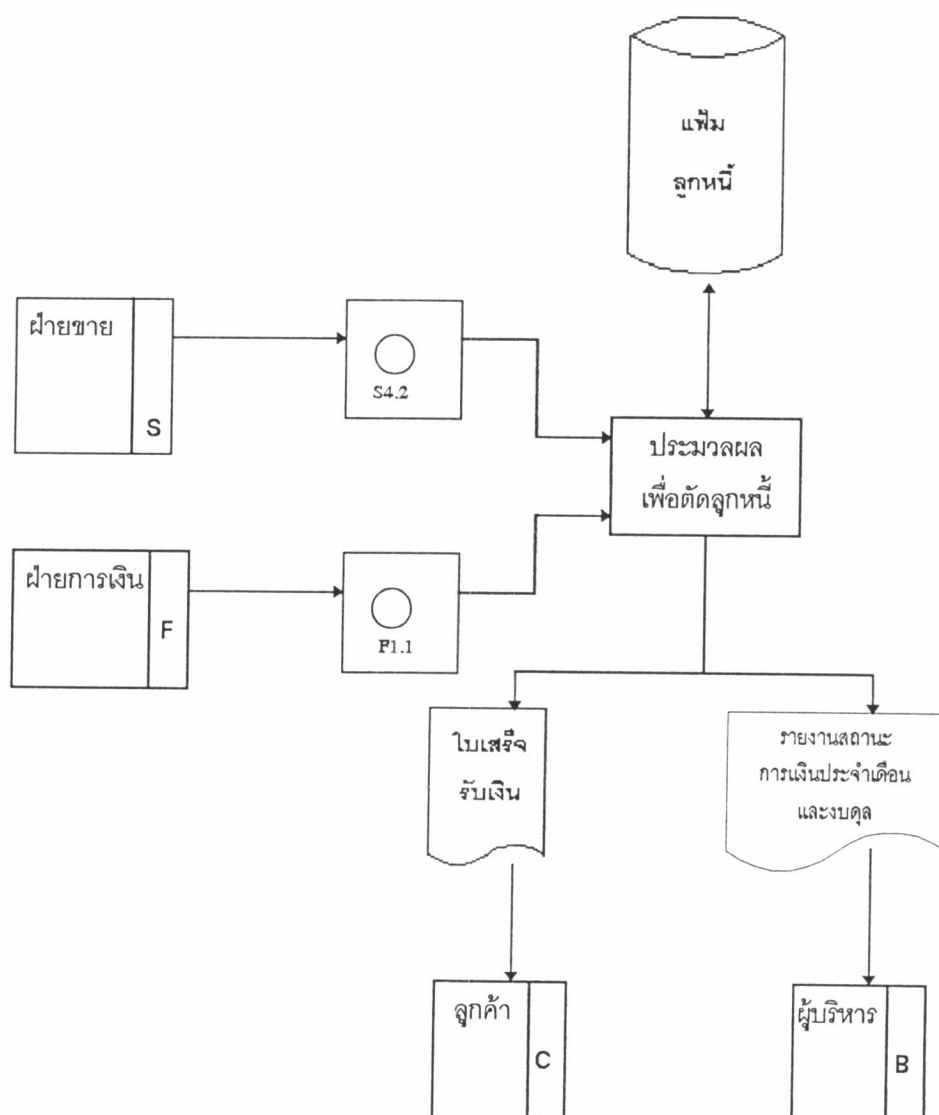 แฟ้ม
ลูกหนี้
ฝ่ายขาย
S
S4.2
ประมวลผล
เพื่อตัดลูกหนี้
ฝ่ายการเงิน
F
F1.1
ใบเสร็จ
รับเงิน
รายงานสถานะ
การเงินประจำเดือน
และงบดุล
ลูกค้า
C
ผู้บริหาร
B